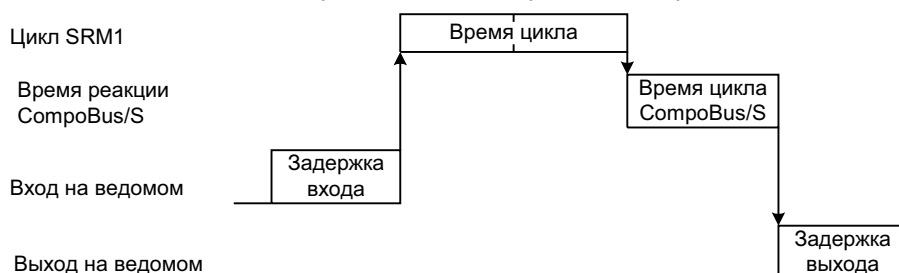 Цикл SRM1
Время цикла
Время реакции
CompoBus/S
Время цикла
CompoBus/S
Вход на ведомом
Задержка
входа
Выход на ведомом
Задержка
выхода